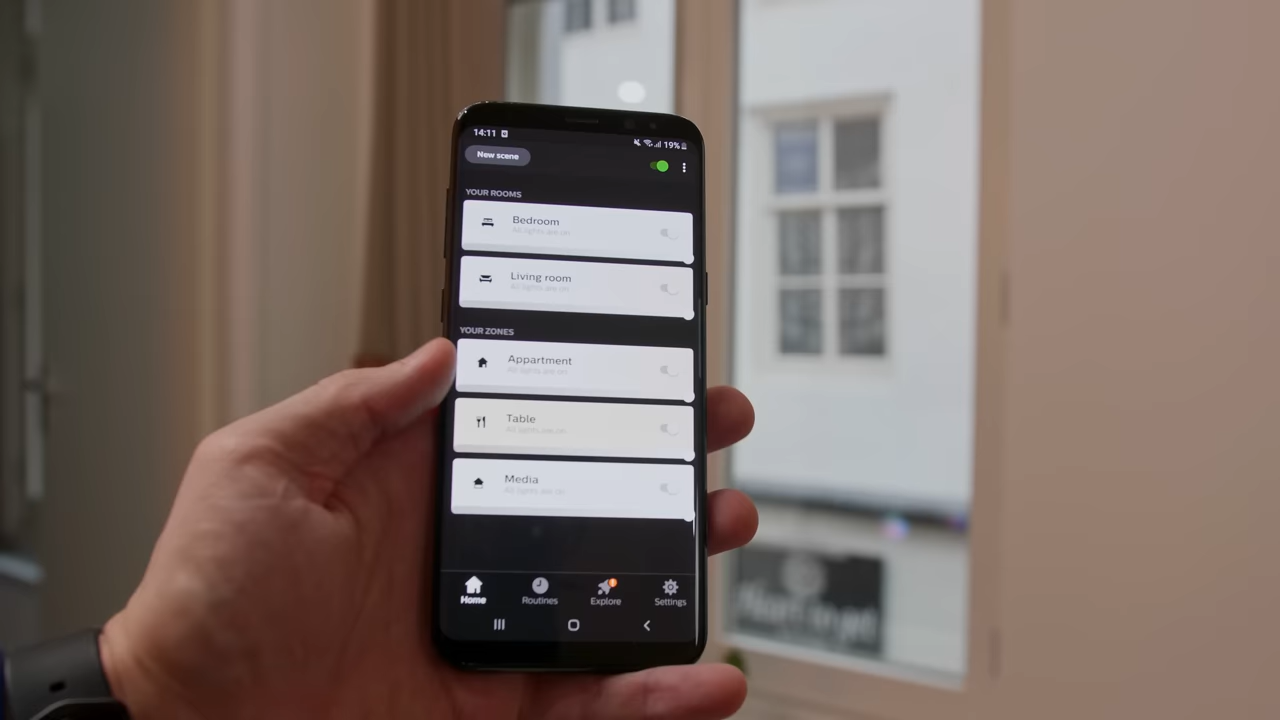 14:11
19%
New scene
YOUR ROOMS
Bedroom
All lights are on
Living room
All lights are on
YOUR ZONES
Appartment
All lights are on
Table
All lights are on
Media
All lights are on
Home
Routines
Explore
Settings